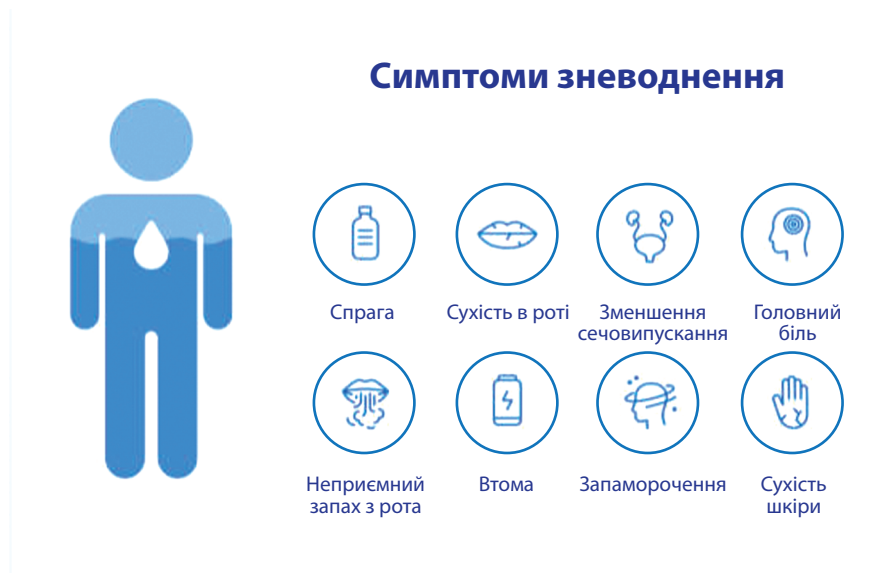 Симптоми зневоднення
Спрага
Сухість в роті
Зменшення
сечовипускання
Головний
біль
Неприємний
запах з рота
Втома
Запаморочення
Сухість
шкіри